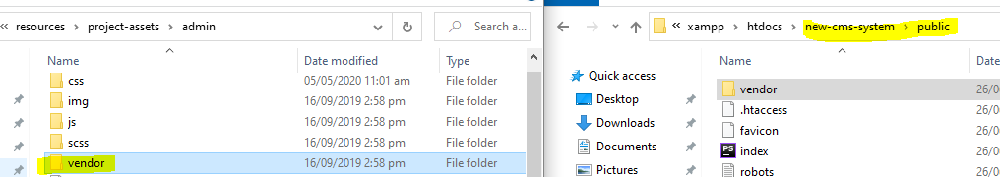 resources > project-assets > admin
Search a...
Name
Date modified
Type
css
05/05/2020 11:01 am
File folder
img
16/09/2019 2:58 pm
File folder
js
16/09/2019 2:58 pm
File folder
scss
16/09/2019 2:58 pm
File folder
vendor
16/09/2019 2:58 pm
File folder
« xampp > htdocs > new-cms-system > public
Quick access
Desktop
Downloads
Documents
Pictures
Name
Date
vendor
26/0
.htaccess
26/0
favicon
26/0
index
26/0
robots
26/0